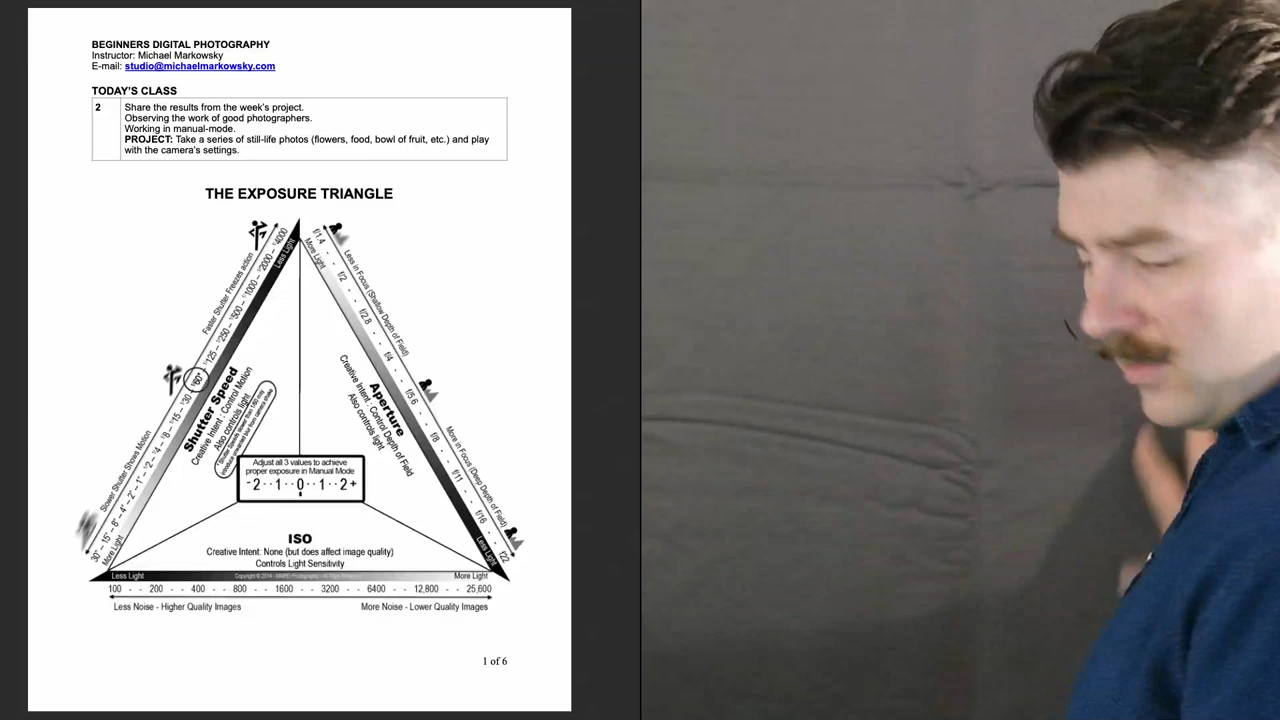 BEGINNERS DIGITAL PHOTOGRAPHY
Instructor: Michael Markowsky
E-mail: studio@michaelmarkowsky.com
TODAY'S CLASS
2
Share the results from the week's project.
Observing the work of good photographers.
Working in manual-mode.
PROJECT: Take a series of still-life photos (flowers, food, bowl of fruit, etc.) and play
with the camera's settings.
THE EXPOSURE TRIANGLE
Faster Shutter Freezes action
Slower Shutter Shows Motion
Less Light
More Light
Shutter Speed
Creative Intent : Control Motion
Also controls light
More Light
Less Light
f/1.4 - - f/2 - - f/2.8 - - f/4 - - f/5.6 - - f/8 - - f/11 - - f/16 - - f/22
Less in Focus (Shallow Depth of Field)
More in Focus (Deep Depth of Field)
Aperture
Creative Intent : Control Depth of Field
Also controls light
Adjust all 3 values to achieve
proper exposure in Manual Mode
-2··1··0··1··2+
ISO
Creative Intent: None (but does affect image quality)
Controls Light Sensitivity
Less Light
More Light
100 - - 200 - - 400 - - 800 - - 1600 - - 3200 - - 6400 - - 12,800 - - 25,600
Less Noise - Higher Quality Images
More Noise - Lower Quality Images
1 of 6